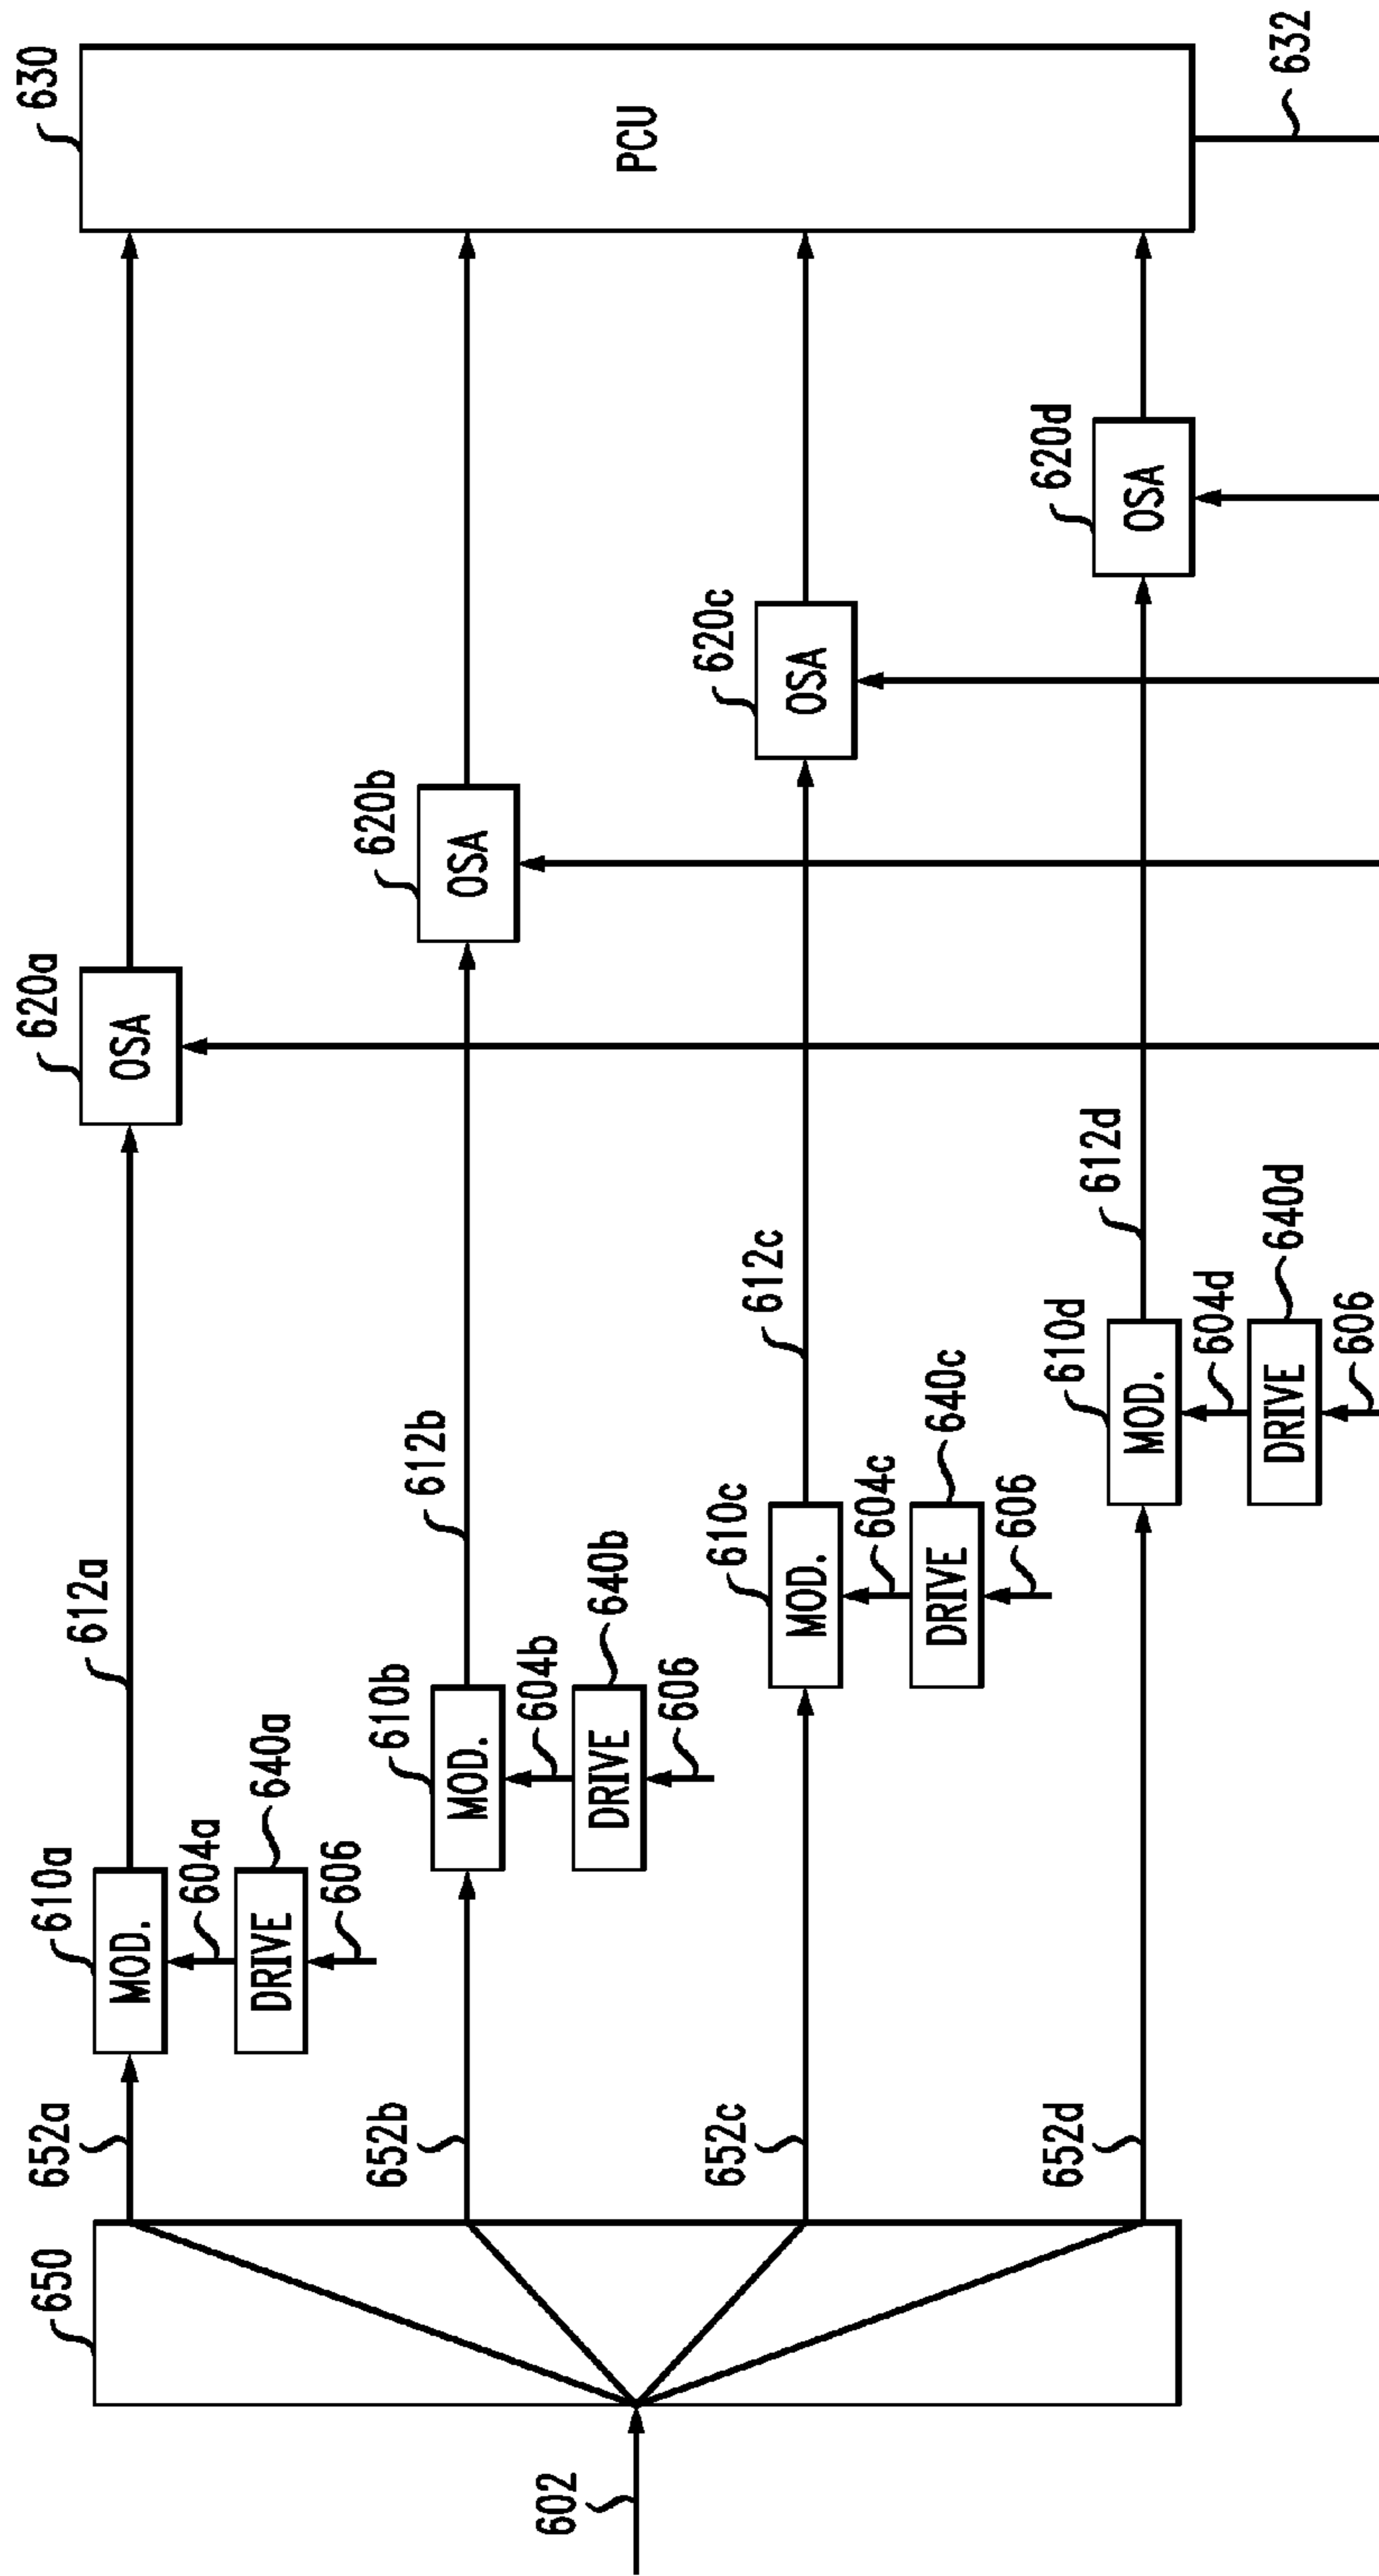 650
602
652a
652b
652c
652d
610a
MOD.
604a
640a
DRIVE
606
612a
610b
MOD.
604b
640b
DRIVE
606
612b
610c
MOD.
604c
640c
DRIVE
606
612c
610d
MOD.
604d
640d
DRIVE
606
612d
620a
OSA
620b
OSA
620c
OSA
620d
OSA
630
PCU
632